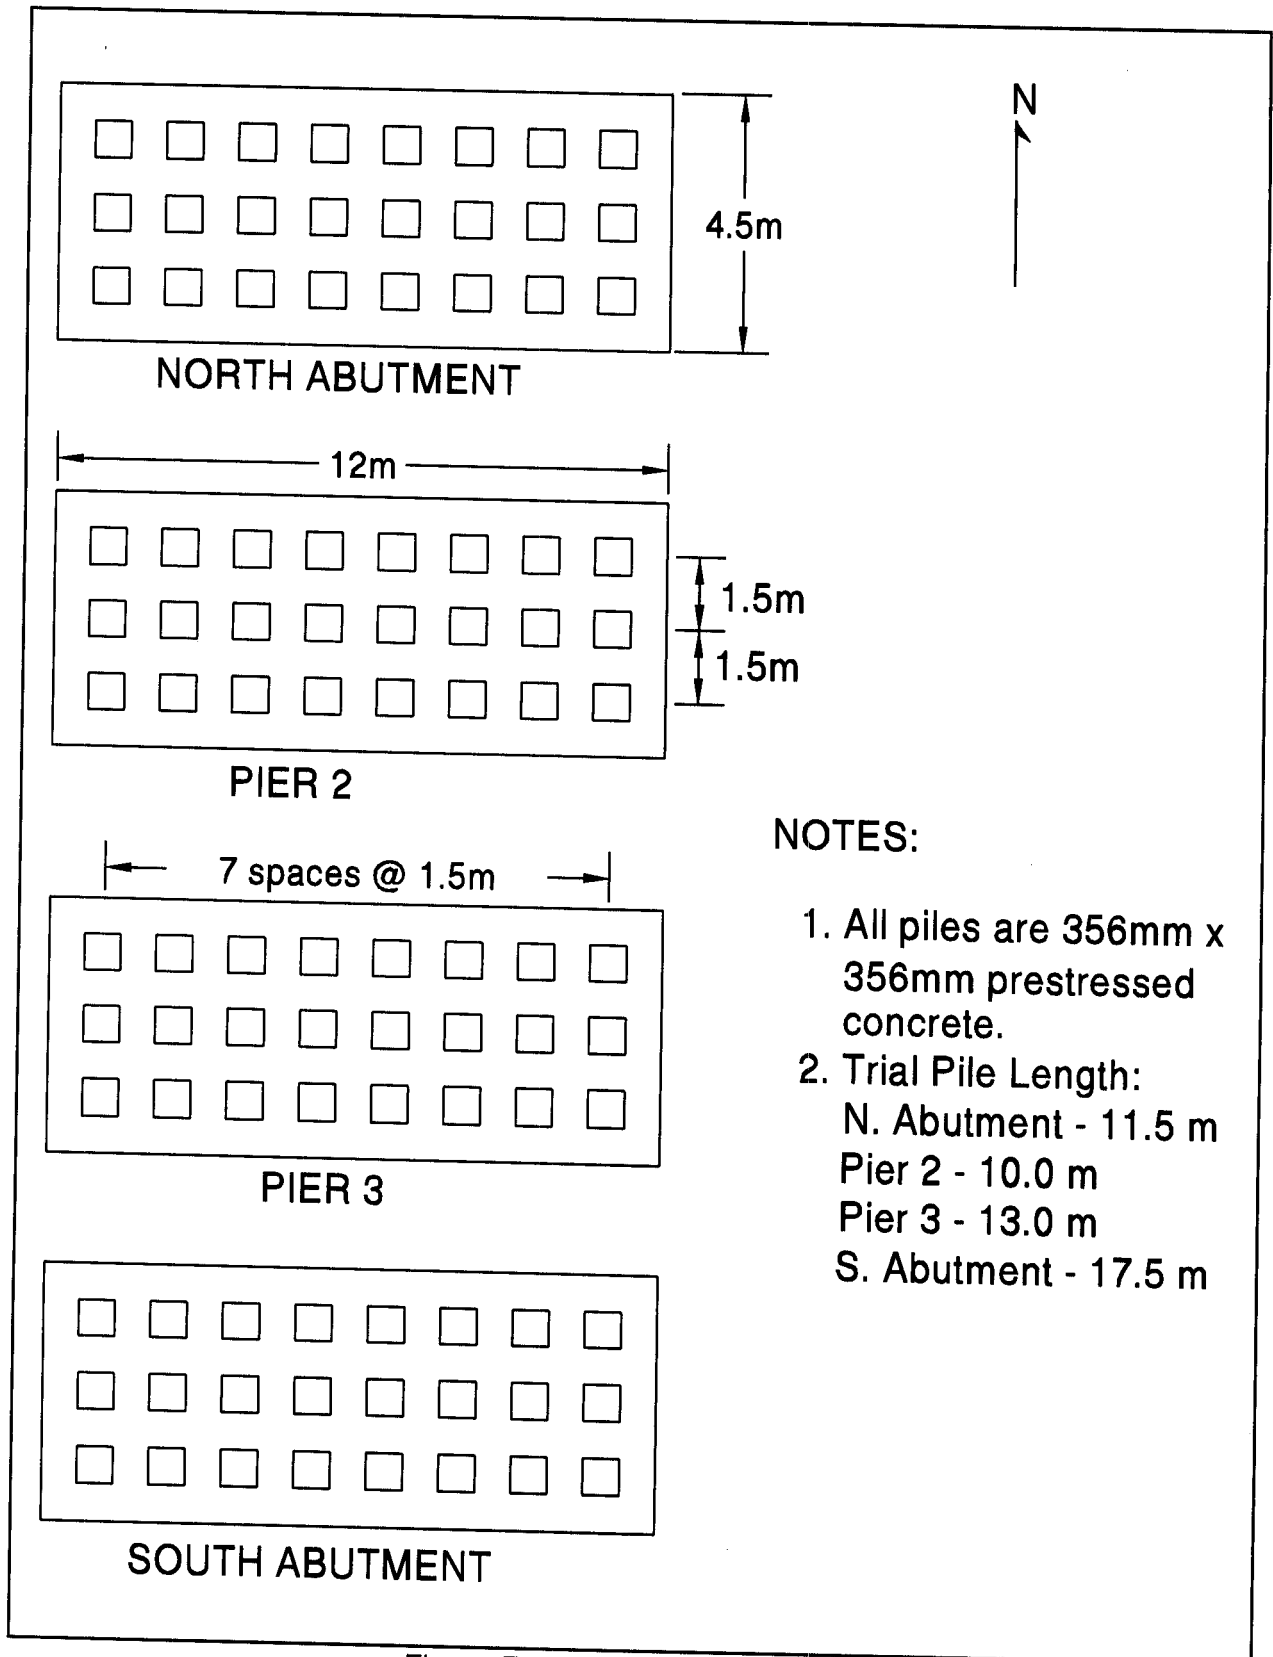 N
4.5m
NORTH ABUTMENT
12m
1.5m
1.5m
PIER 2
7 spaces @ 1.5m
PIER 3
SOUTH ABUTMENT
NOTES:
1. All piles are 356mm x
356mm prestressed
concrete.
2. Trial Pile Length:
N. Abutment - 11.5 m
Pier 2 - 10.0 m
Pier 3 - 13.0 m
S. Abutment - 17.5 m